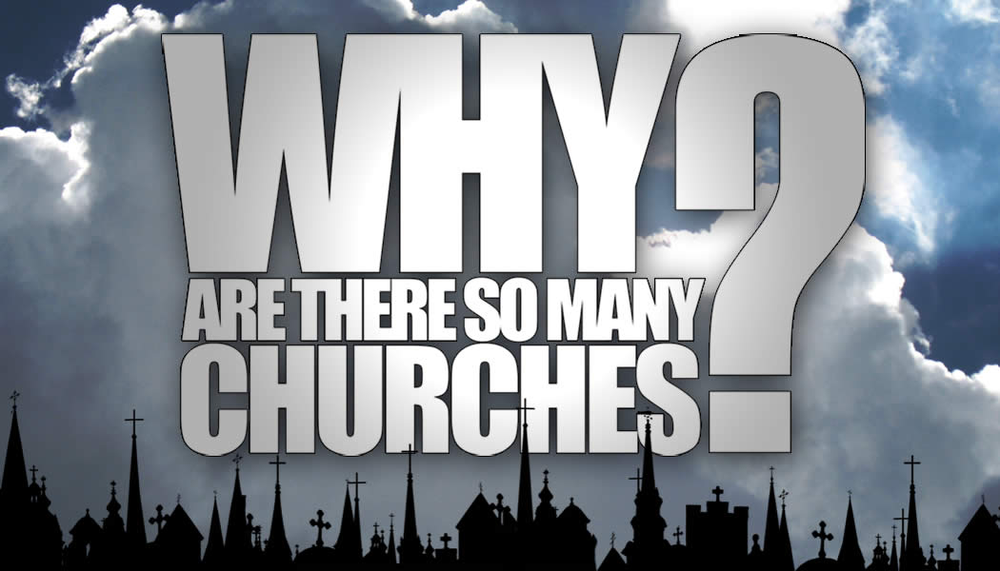 WHY?
ARE THERE SO MANY
CHURCHES